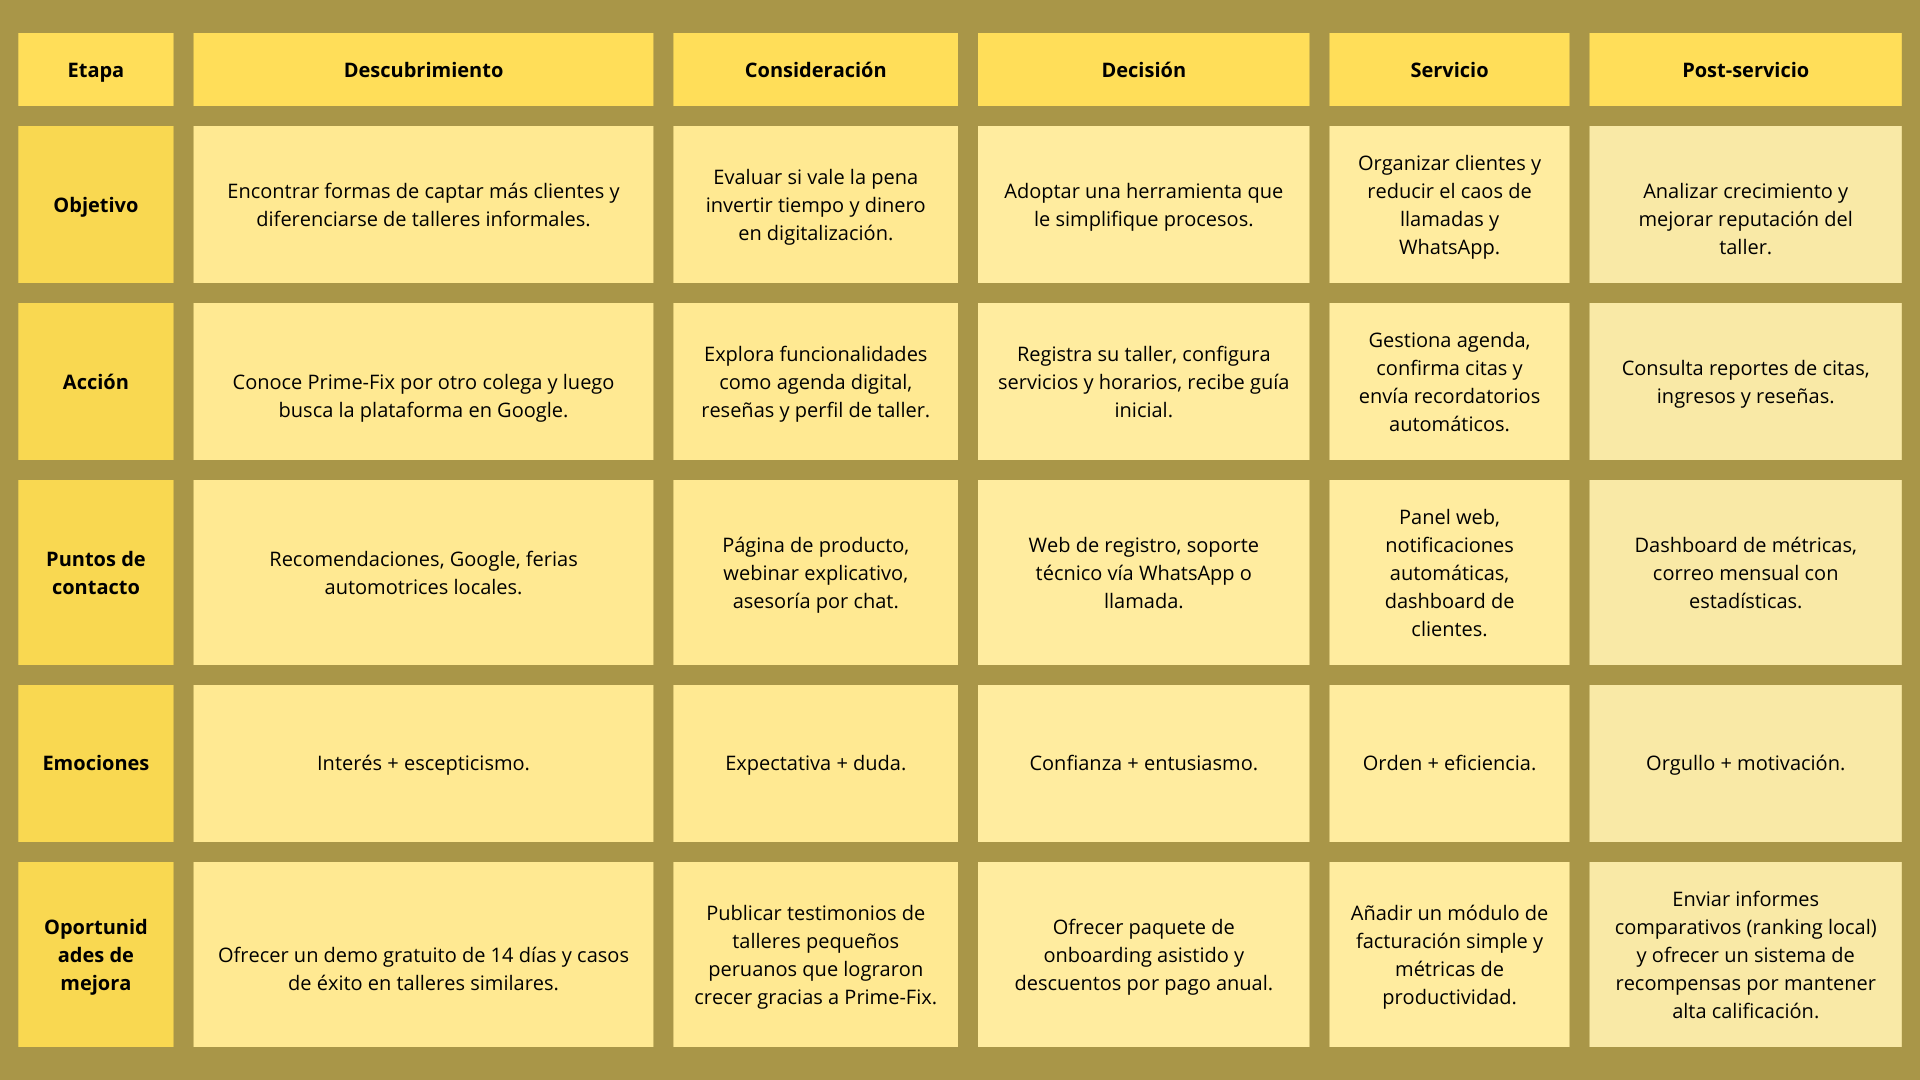 Etapa
Descubrimiento
Consideración
Decisión
Servicio
Post-servicio
Objetivo
Encontrar formas de captar más clientes y
diferenciarse de talleres informales.
Evaluar si vale la pena
invertir tiempo y dinero
en digitalización.
Adoptar una herramienta que
le simplifique procesos.
Organizar clientes y
reducir el caos de
llamadas y
WhatsApp.
Analizar crecimiento y
mejorar reputación del
taller.
Acción
Conoce Prime-Fix por otro colega y luego
busca la plataforma en Google.
Explora funcionalidades
como agenda digital,
reseñas y perfil de taller.
Registra su taller, configura
servicios y horarios, recibe guía
inicial.
Gestiona agenda,
confirma citas y
envía recordatorios
automáticos.
Consulta reportes de citas,
ingresos y reseñas.
Puntos de
contacto
Recomendaciones, Google, ferias
automotrices locales.
Página de producto,
webinar explicativo,
asesoría por chat.
Web de registro, soporte
técnico vía WhatsApp o
llamada.
Panel web,
notificaciones
automáticas,
dashboard de
clientes.
Dashboard de métricas,
correo mensual con
estadísticas.
Emociones
Interés + escepticismo.
Expectativa + duda.
Confianza + entusiasmo.
Orden + eficiencia.
Orgullo + motivación.
Oportunid
ades de
mejora
Ofrecer un demo gratuito de 14 días y casos
de éxito en talleres similares.
Publicar testimonios de
talleres pequeños
peruanos que lograron
crecer gracias a Prime-Fix.
Ofrecer paquete de
onboarding asistido y
descuentos por pago anual.
Añadir un módulo de
facturación simple y
métricas de
productividad.
Enviar informes
comparativos (ranking local)
y ofrecer un sistema de
recompensas por mantener
alta calificación.